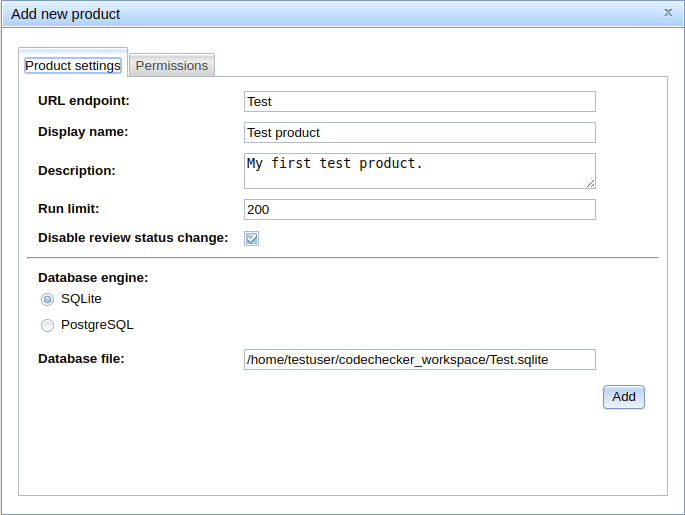 Add new product x
Product settings Permissions
URL endpoint: Test
Display name: Test product
Description: My first test product.
Run limit: 200
Disable review status change:
Database engine:
SQLite
PostgreSQL
Database file: /home/testuser/codechecker_workspace/Test.sqlite
Add